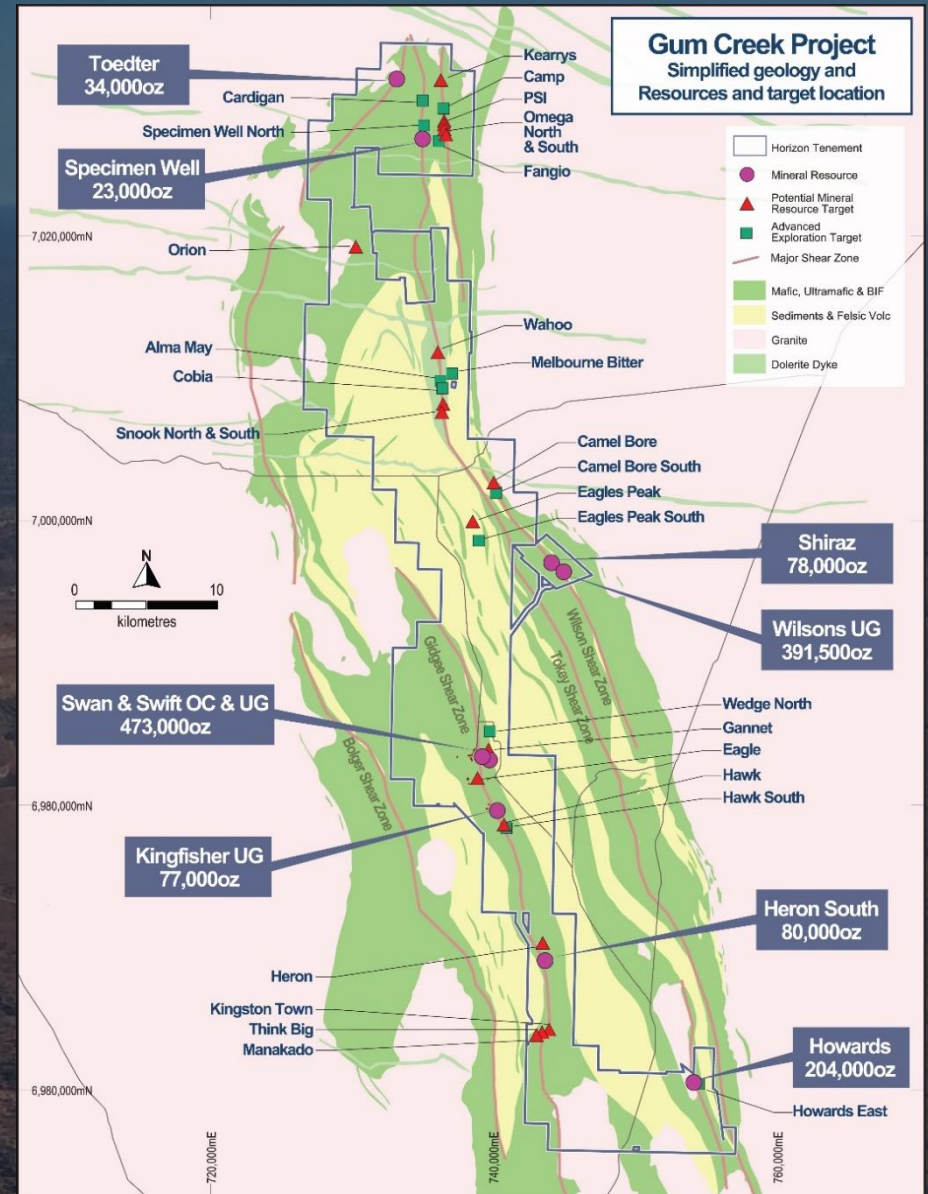 Gum Creek Project
Simplified geology and
Resources and target location
Horizon Tenement
Mineral Resource
Potential Mineral
Resource Target
Advanced
Exploration Target
Major Shear Zone
Mafic, Ultramafic & BIF
Sediments & Felsic Volc
Granite
Dolerite Dyke
Toedter
34,000oz
Cardigan
Specimen Well North
Specimen Well
23,000oz
Kearrys
Camp
PSI
Omega
North
& South
Fangio
7,020,000mN
Orion
Wahoo
Alma May
Melbourne Bitter
Cobia
Snook North & South
Camel Bore
Camel Bore South
Eagles Peak
Eagles Peak South
7,000,000mN
Shiraz
78,000oz
N
0
10
kilometres
Wilsons UG
391,500oz
Wilson Shear Zone
Tokay Shear Zone
Gidgee Shear Zone
Bolger Shear Zone
Swan & Swift OC & UG
473,000oz
Wedge North
Gannet
Eagle
Hawk
Hawk South
6,980,000mN
Kingfisher UG
77,000oz
Heron South
80,000oz
Heron
Kingston Town
Think Big
Manakado
Howards
204,000oz
Howards East
6,980,000mN
720,000mE
740,000mE
760,000mE